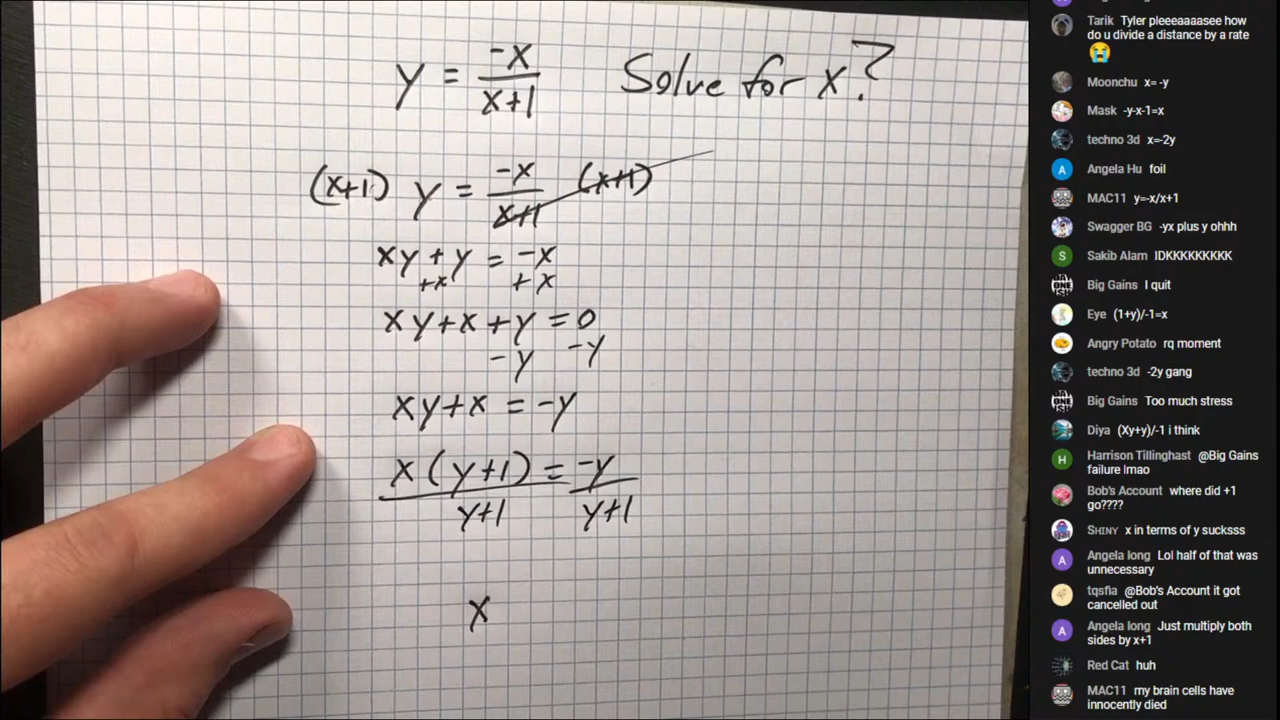 y = -x/x+1 Solve for x?
(x+1) y = -x/x+1 (x+1)
xy + y = -x
+x +x
xy+x+y=0
-y -y
xy+x = -y
x(y+1)/y+1 = -y/y+1
x
Tarik Tyler pleeeaaaasee how
do u divide a distance by a rate
😭
Moonchu x= -y
Mask -y-x-1=x
techno 3d x=-2y
Angela Hu foil
MAC11 y=-x/x+1
Swagger BG -yx plus y ohhh
Sakib Alam IDKKKKKKKK
Big Gains I quit
Eye (1+y)/-1=x
Angry Potato rq moment
techno 3d -2y gang
Big Gains Too much stress
Diya (Xy+y)/-1 i think
Harrison Tillinghast @Big Gains
failure lmao
Bob's Account where did +1
go????
SHINY x in terms of y sucksss
Angela long Lol half of that was
unnecessary
tqsfia @Bob's Account it got
cancelled out
Angela long Just multiply both
sides by x+1
Red Cat huh
MAC11 my brain cells have
innocently died